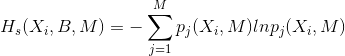 $H_s(X_i, B, M) = -\sum_{j=1}^{M} p_j(X_i, M) ln p_j(X_i, M)$